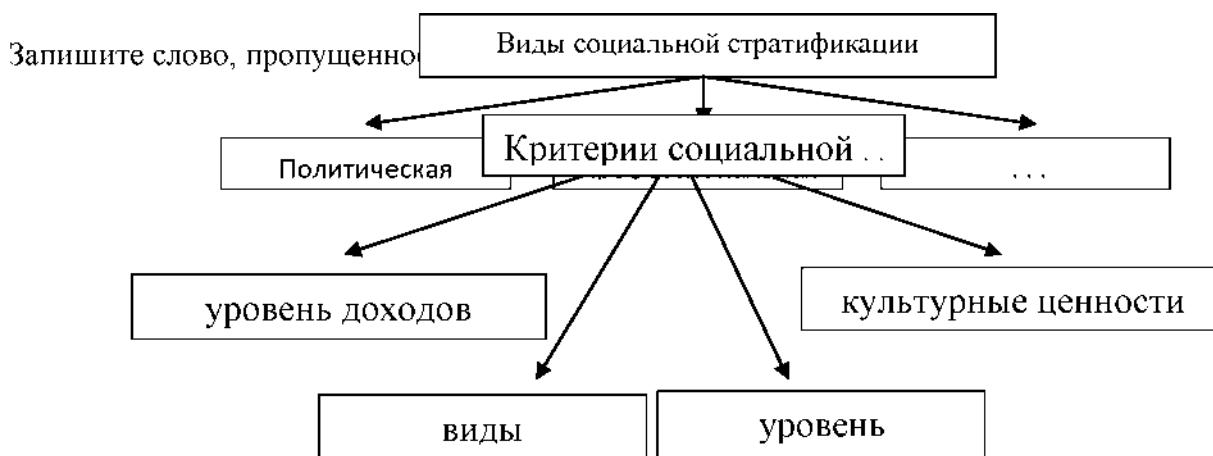 Виды социальной стратификации
Запишите слово, пропущенно
Критерии социальной . .
Политическая
. . .
уровень доходов
культурные ценности
виды
уровень